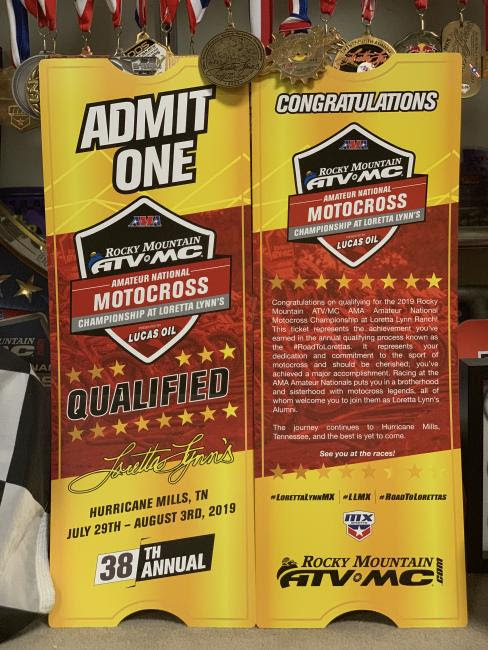 ADMIT
ONE
AMA
ROCKY MOUNTAIN
ATV MC
AMATEUR NATIONAL
MOTOCROSS
CHAMPIONSHIP AT LORETTA LYNN'S
LUCAS OIL
QUALIFIED
Loretta Lynn's
HURRICANE MILLS, TN
JULY 29TH – AUGUST 3RD, 2019
38TH
ANNUAL
CONGRATULATIONS
AMA
ROCKY MOUNTAIN
ATV MC
AMATEUR NATIONAL
MOTOCROSS
CHAMPIONSHIP AT LORETTA LYNN'S
LUCAS OIL
Congratulations on qualifying for the 2019 Rocky
Mountain ATV/MC AMA Amateur National
Motocross Championship at Loretta Lynn Ranch!
This ticket represents the achievement you've
earned in the annual qualifying process known as
the #RoadToLorettas. It represents your
dedication and commitment to the sport of
motocross and should be cherished, you've
achieved a major accomplishment. Racing at the
AMA Amateur Nationals puts you in a brotherhood
and sisterhood with motocross legends, all of
whom welcome you to join them as Loretta Lynn's
Alumni.
The journey continues to Hurricane Mills,
Tennessee, and the best is yet to come.
See you at the races!
#LORETTALYNNMX #LLMX #ROADTOLORETTAS
MX
ROCKY MOUNTAIN
ATV MC.COM